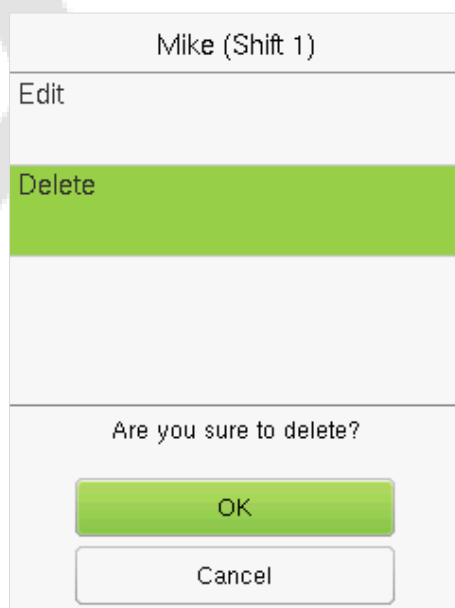 Mike (Shift 1)
Edit
Delete
Are you sure to delete?
OK
Cancel